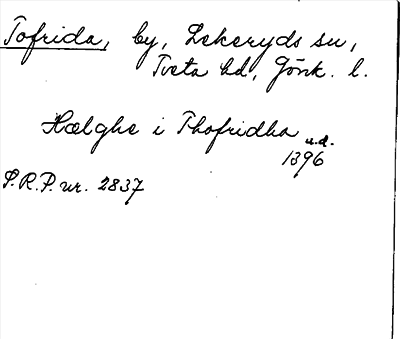 Tofrida, by, Lekeryds sn,
Tveta hd, Jönk. l.
Hælghe i Thofridha
u.d.
1396
S.R.P. nr. 2837